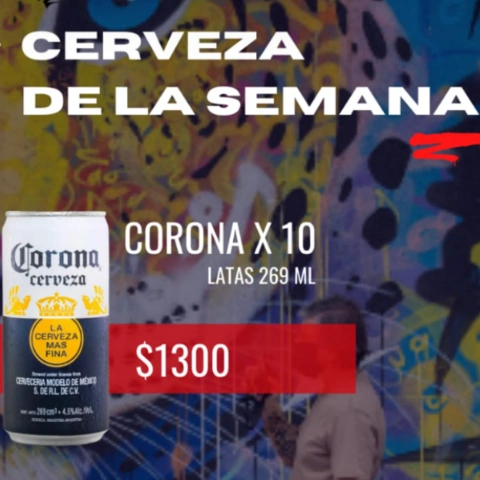 CERVEZA
DE LA SEMANA
CORONA X 10
LATAS 269 ML
$1300
Corona
cerveza
LA
CERVEZA
MAS
FINA
CERVECERIA MODELO DE MÉXICO
S. DE R.L. DE C.V.